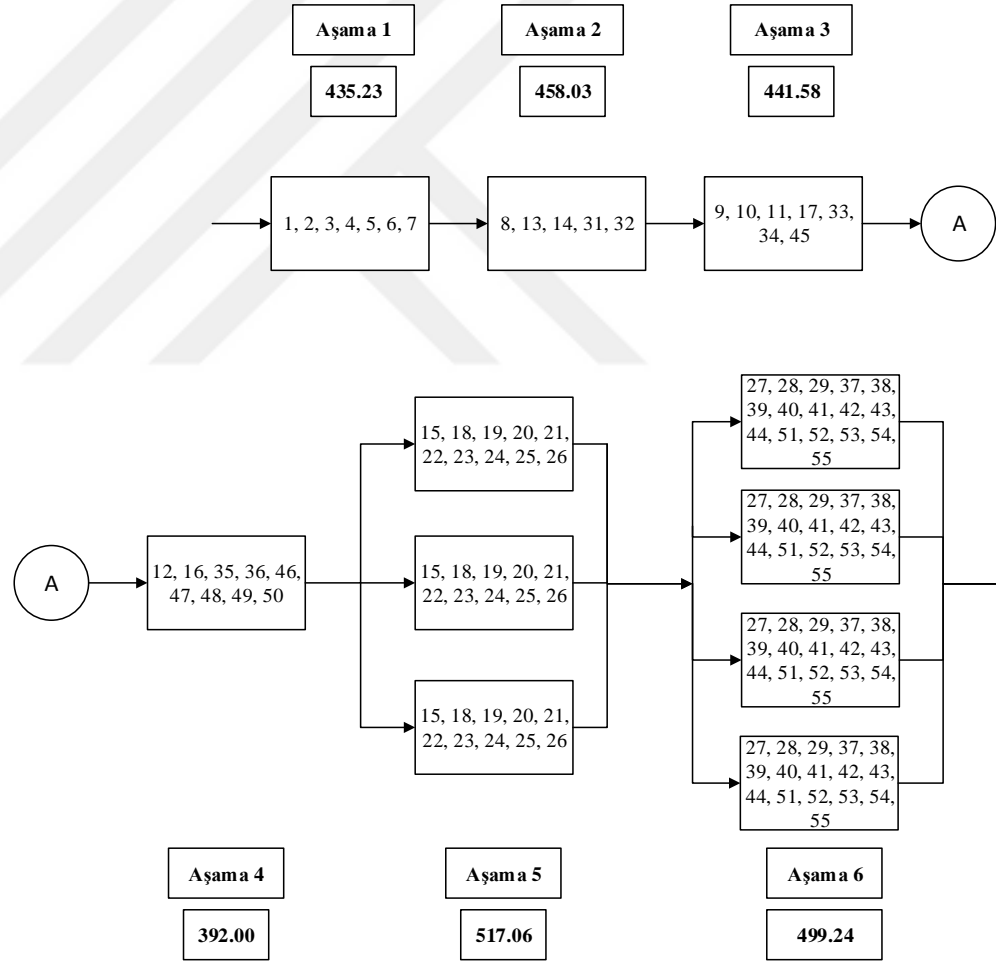 Aşama 1
Aşama 2
Aşama 3
435.23
458.03
441.58
1, 2, 3, 4, 5, 6, 7
8, 13, 14, 31, 32
9, 10, 11, 17, 33,
34, 45
A
A
12, 16, 35, 36, 46,
47, 48, 49, 50
15, 18, 19, 20, 21,
22, 23, 24, 25, 26
15, 18, 19, 20, 21,
22, 23, 24, 25, 26
15, 18, 19, 20, 21,
22, 23, 24, 25, 26
27, 28, 29, 37, 38,
39, 40, 41, 42, 43,
44, 51, 52, 53, 54,
55
27, 28, 29, 37, 38,
39, 40, 41, 42, 43,
44, 51, 52, 53, 54,
55
27, 28, 29, 37, 38,
39, 40, 41, 42, 43,
44, 51, 52, 53, 54,
55
27, 28, 29, 37, 38,
39, 40, 41, 42, 43,
44, 51, 52, 53, 54,
55
Aşama 4
Aşama 5
Aşama 6
392.00
517.06
499.24